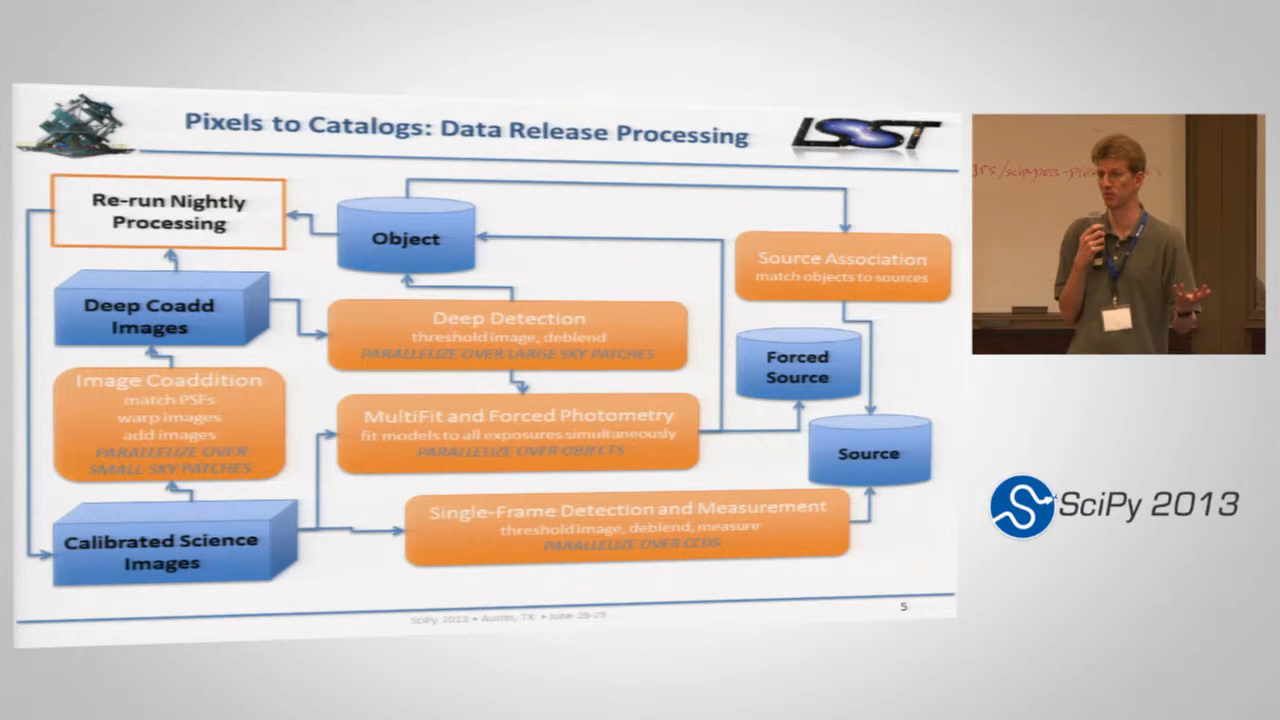 Pixels to Catalogs: Data Release Processing
LSST
Re-run Nightly
Processing
Object
Source Association
match objects to sources
Deep Coadd
Images
Deep Detection
threshold image, deblend
PARALLELIZE OVER LARGE SKY PATCHES
Forced
Source
Image Coaddition
match PSFs,
warp images
add images
PARALLELIZE OVER
SMALL SKY PATCHES
MultiFit and Forced Photometry
fit models to all exposures simultaneously
PARALLELIZE OVER OBJECTS
Source
Single-Frame Detection and Measurement
threshold image, deblend, measure
PARALLELIZE OVER CCDS
Calibrated Science
Images
SciPy 2013 • Austin, TX • June 26-29
5
SciPy 2013